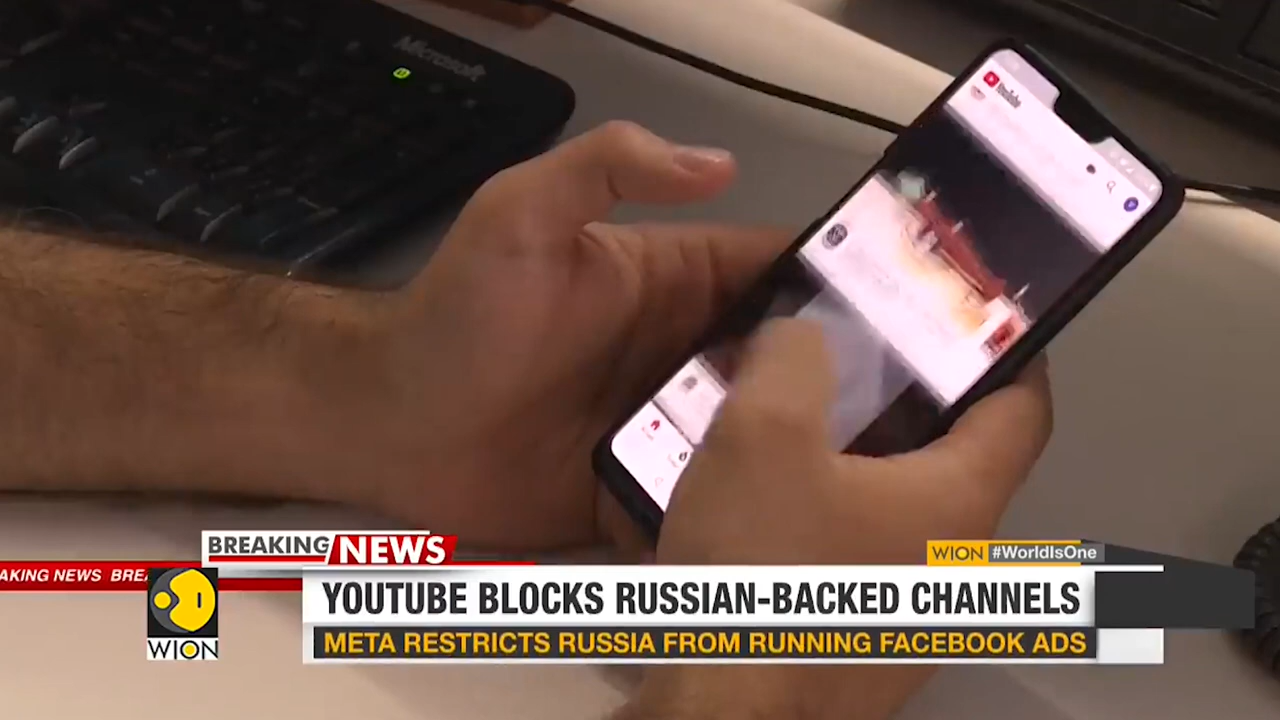 Microsoft
YouTube
BREAKING NEWS
WION #WorldIsOne
AKING NEWS BREA
YOUTUBE BLOCKS RUSSIAN-BACKED CHANNELS
META RESTRICTS RUSSIA FROM RUNNING FACEBOOK ADS
WION